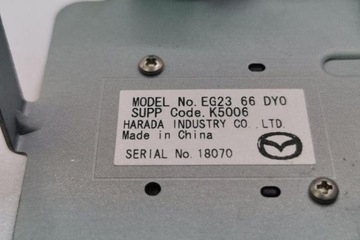 MODEL No. EG23 66 DY0
SUPP Code. K5006
HARADA INDUSTRY CO., LTD.
Made in China
SERIAL No. 18070